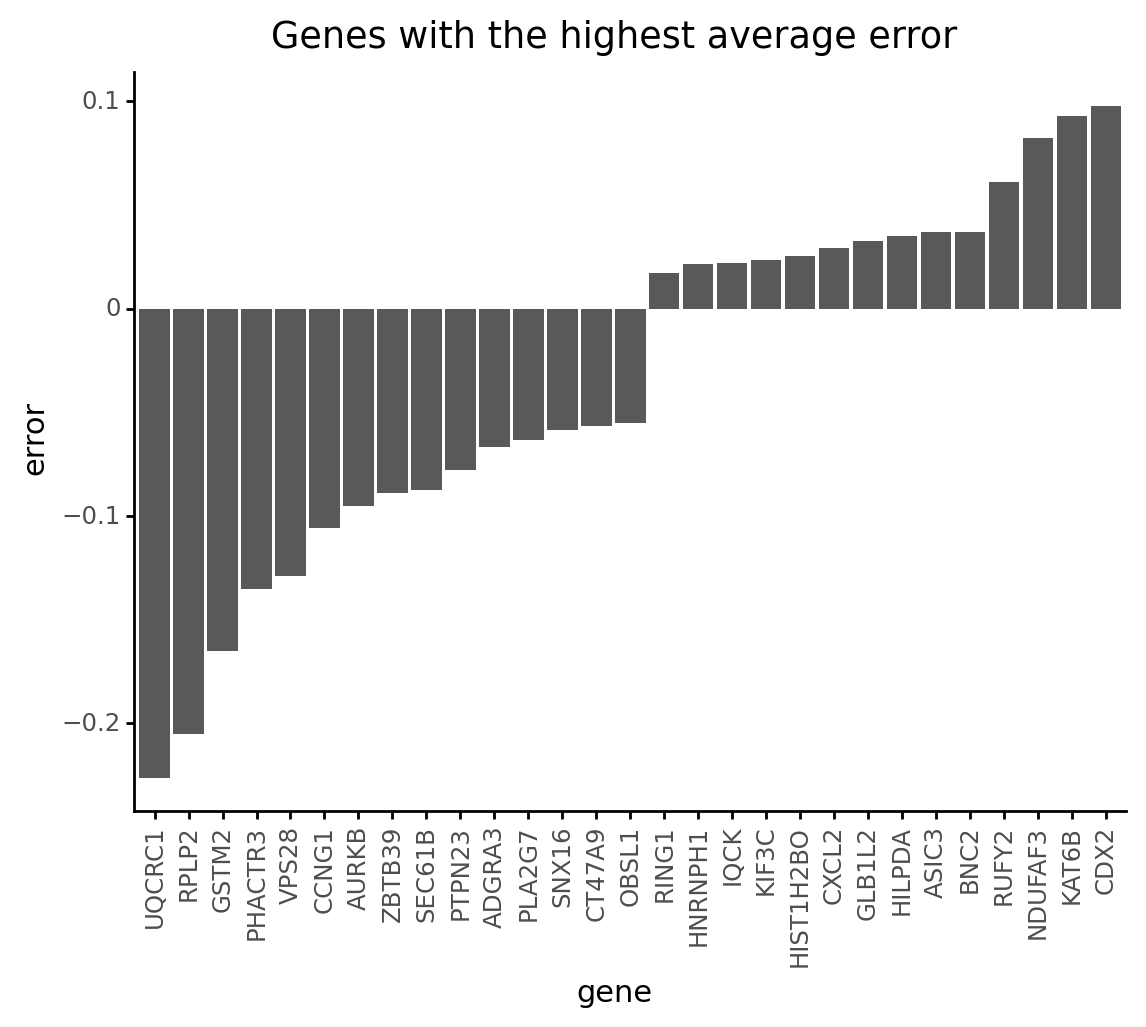 Genes with the highest average error
0.1
0
−0.1
−0.2
error
UQCRC1
RPLP2
GSTM2
PHACTR3
VPS28
CCNG1
AURKB
ZBTB39
SEC61B
PTPN23
ADGRA3
PLA2G7
SNX16
CT47A9
OBSL1
RING1
HNRNPH1
IQCK
KIF3C
HIST1H2BO
CXCL2
GLB1L2
HILPDA
ASIC3
BNC2
RUFY2
NDUFAF3
KAT6B
CDX2
gene